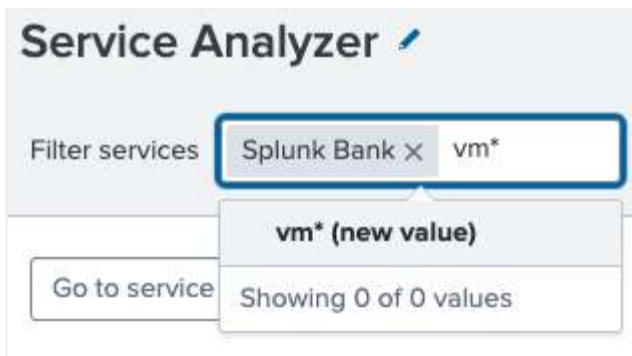 Service Analyzer
Filter services Splunk Bank × vm*
vm* (new value)
Go to service
Showing 0 of 0 values